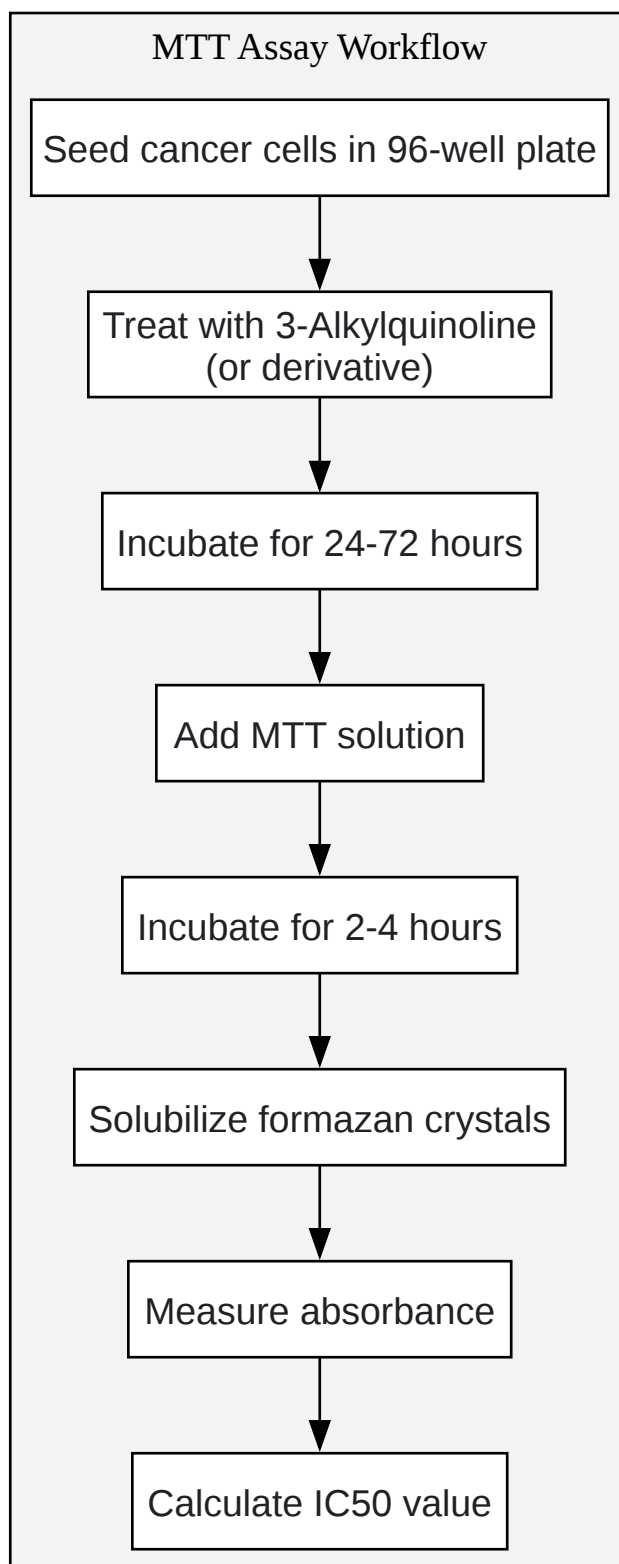 MTT Assay Workflow
Seed cancer cells in 96-well plate
Treat with 3-Alkylquinoline
(or derivative)
Incubate for 24-72 hours
Add MTT solution
Incubate for 2-4 hours
Solubilize formazan crystals
Measure absorbance
Calculate IC50 value